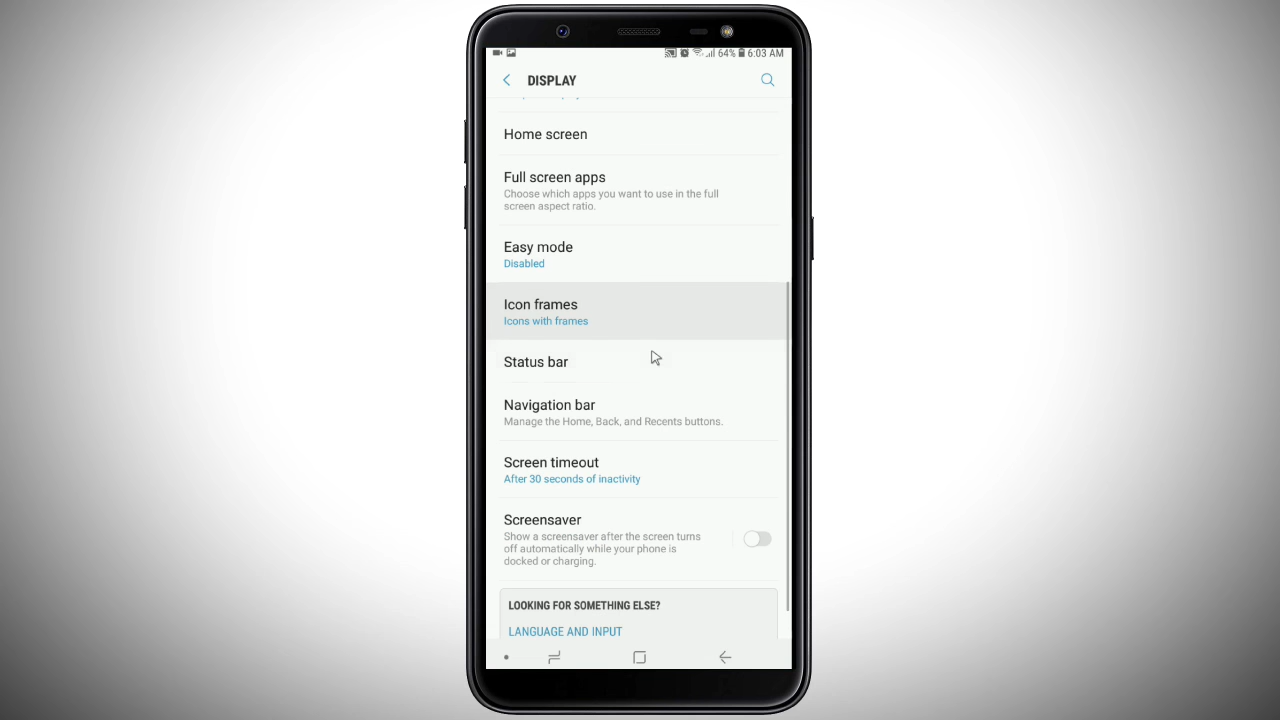 64% 6:03 AM
DISPLAY
Home screen
Full screen apps
Choose which apps you want to use in the full
screen aspect ratio.
Easy mode
Disabled
Icon frames
Icons with frames
Status bar
Navigation bar
Manage the Home, Back, and Recents buttons.
Screen timeout
After 30 seconds of inactivity
Screensaver
Show a screensaver after the screen turns
off automatically while your phone is
docked or charging.
LOOKING FOR SOMETHING ELSE?
LANGUAGE AND INPUT